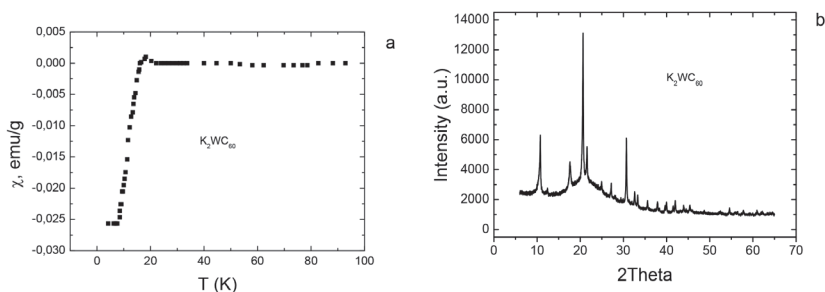 a
0,005
0,000
-0,005
-0,010
-0,015
-0,020
-0,025
-0,030
χ, emu/g
K₂WC₆₀
0 20 40 60 80 100
T (K)
b
14000
12000
10000
8000
6000
4000
2000
0
Intensity (a.u.)
K₂WC₆₀
0 10 20 30 40 50 60 70
2Theta